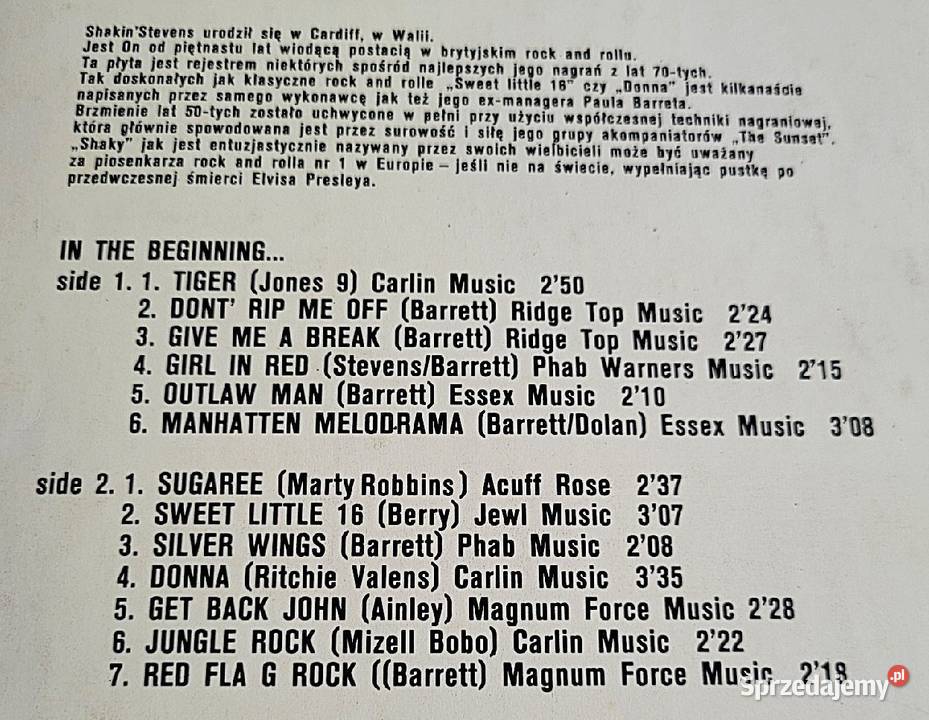 Shakin'Stevens urodził się w Cardiff, w Walii.
Jest On od piętnastu lat wiodącą postacią w brytyjskim rock and rollu.
Ta płyta jest rejestrem niektórych spośród najlepszych jego nagrań z lat 70-tych.
Tak doskonałych jak klasyczne rock and rolle „Sweet little 16" czy „Donna" jest kilkanaście
napisanych przez samego wykonawcę jak też jego ex-managera Paula Barreta.
Brzmienie lat 50-tych zostało uchwycone w pełni przy użyciu współczesnej techniki nagraniowej,
która głównie spowodowana jest przez surowość i siłę jego grupy akompaniatorów „The Sunset".
„Shaky" jak jest entuzjastycznie nazywany przez swoich wielbicieli może być uważany
za piosenkarza rock and rolla nr 1 w Europie – jeśli nie na świecie, wypełniając pustkę po
przedwczesnej śmierci Elvisa Presleya.
IN THE BEGINNING...
side 1. 1. TIGER (Jones 9) Carlin Music 2'50
2. DONT' RIP ME OFF (Barrett) Ridge Top Music 2'24
3. GIVE ME A BREAK (Barrett) Ridge Top Music 2'27
4. GIRL IN RED (Stevens/Barrett) Phab Warners Music 2'15
5. OUTLAW MAN (Barrett) Essex Music 2'10
6. MANHATTEN MELODRAMA (Barrett/Dolan) Essex Music 3'08
side 2. 1. SUGAREE (Marty Robbins) Acuff Rose 2'37
2. SWEET LITTLE 16 (Berry) Jewl Music 3'07
3. SILVER WINGS (Barrett) Phab Music 2'08
4. DONNA (Ritchie Valens) Carlin Music 3'35
5. GET BACK JOHN (Ainley) Magnum Force Music 2'28
6. JUNGLE ROCK (Mizell Bobo) Carlin Music 2'22
7. RED FLA G ROCK ((Barrett) Magnum Force Music 2'18
Sprzedajemy.pl